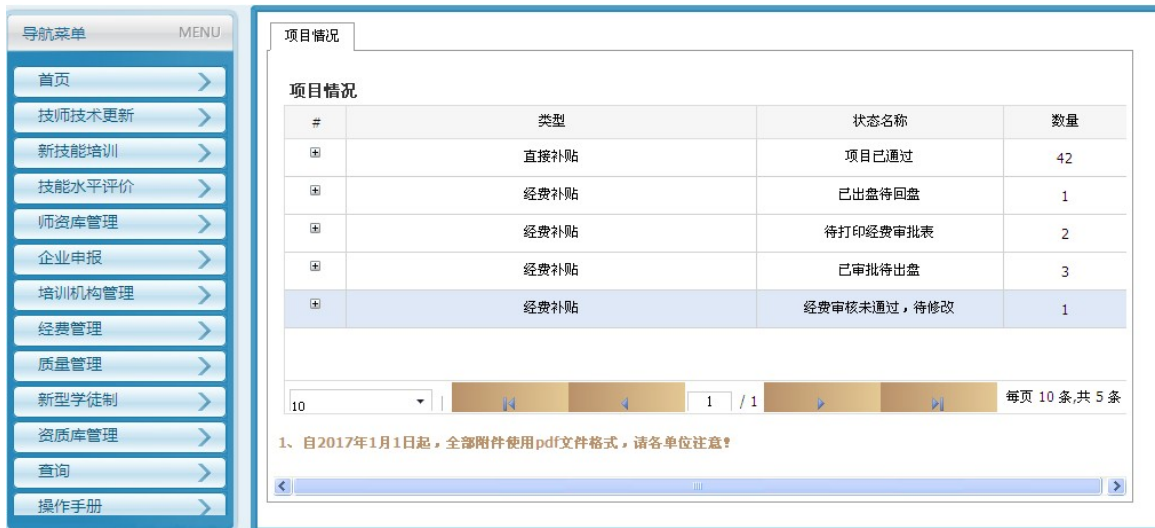 导航菜单 MENU
首页
技师技术更新
新技能培训
技能水平评价
师资库管理
企业申报
培训机构管理
经费管理
质量管理
新型学徒制
资质库管理
查询
操作手册
项目情况
项目情况
# 类型 状态名称 数量
直接补贴 项目已通过 42
经费补贴 已出盘待回盘 1
经费补贴 待打印经费审批表 2
经费补贴 已审批待出盘 3
经费补贴 经费审核未通过，待修改 1
10 1 / 1 每页 10 条,共 5 条
1、自2017年1月1日起，全部附件使用pdf文件格式，请各单位注意！